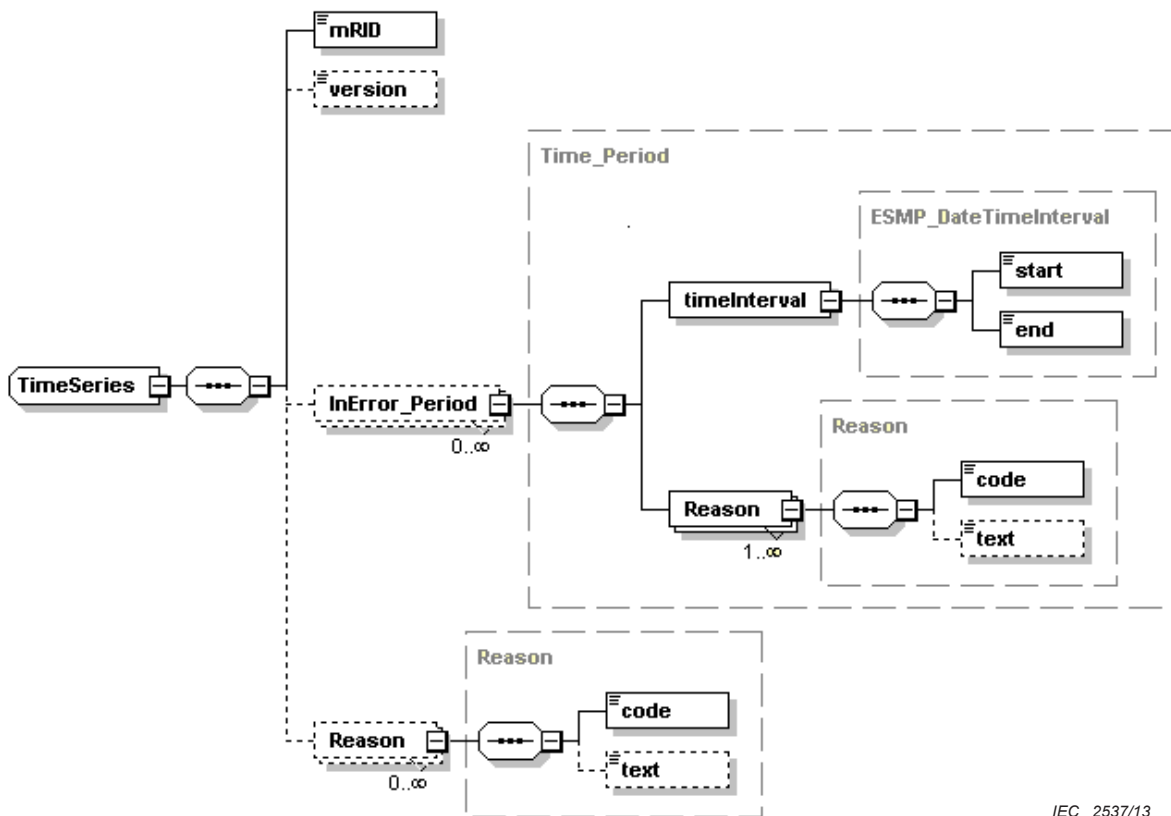 mRID
version
Time_Period
ESMP_DateTimeInterval
start
timeInterval
end
TimeSeries
InError_Period
0..∞
Reason
code
Reason
text
1..∞
Reason
code
Reason
text
0..∞
IEC 2537/13